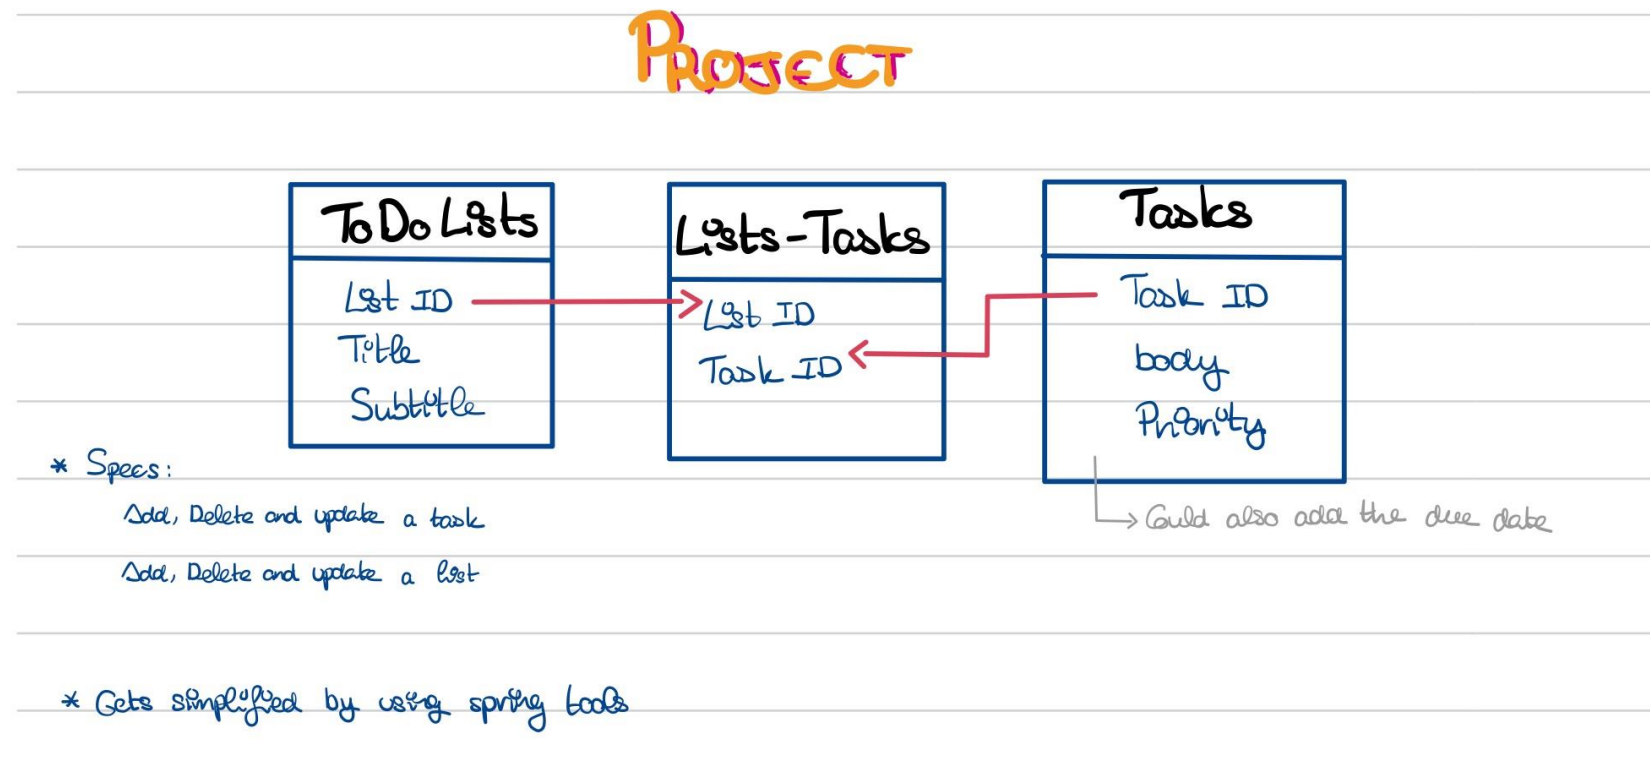 PROJECT
ToDo Lists
List ID
Title
Subtitle
Lists-Tasks
List ID
Task ID
Tasks
Task ID
body
Priority
Could also add the due date
* Specs:
Add, Delete and update a task
Add, Delete and update a list
* Gets simplified by using spring tools